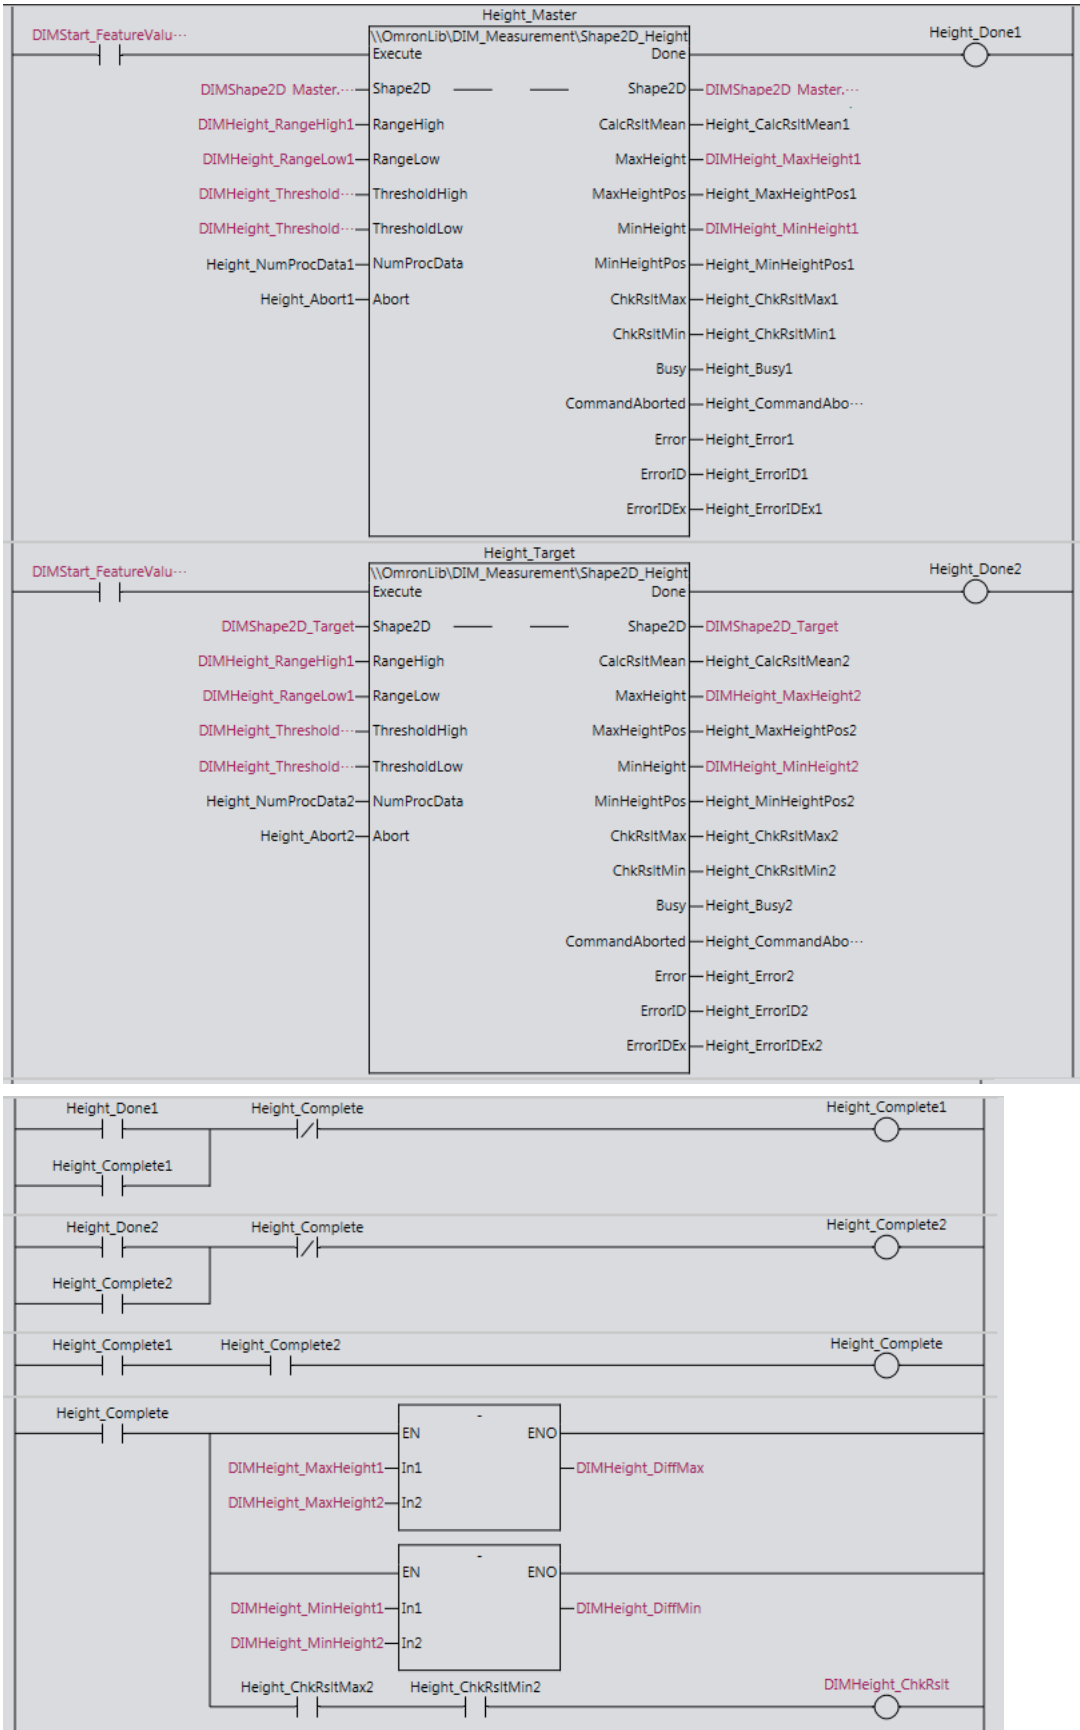 Height_Master
DIMStart_FeatureValu···
\\OmronLib\DIM_Measurement\Shape2D_Height
Height_Done1
Execute Done
DIMShape2D_Master.··· Shape2D Shape2D DIMShape2D_Master.···
DIMHeight_RangeHigh1 RangeHigh CalcRsltMean Height_CalcRsltMean1
DIMHeight_RangeLow1 RangeLow MaxHeight DIMHeight_MaxHeight1
DIMHeight_Threshold··· ThresholdHigh MaxHeightPos Height_MaxHeightPos1
DIMHeight_Threshold··· ThresholdLow MinHeight DIMHeight_MinHeight1
Height_NumProcData1 NumProcData MinHeightPos Height_MinHeightPos1
Height_Abort1 Abort ChkRsltMax Height_ChkRsltMax1
ChkRsltMin Height_ChkRsltMin1
Busy Height_Busy1
CommandAborted Height_CommandAbo···
Error Height_Error1
ErrorID Height_ErrorID1
ErrorIDEx Height_ErrorIDEx1
Height_Target
DIMStart_FeatureValu···
\\OmronLib\DIM_Measurement\Shape2D_Height
Height_Done2
Execute Done
DIMShape2D_Target Shape2D Shape2D DIMShape2D_Target
DIMHeight_RangeHigh1 RangeHigh CalcRsltMean Height_CalcRsltMean2
DIMHeight_RangeLow1 RangeLow MaxHeight DIMHeight_MaxHeight2
DIMHeight_Threshold··· ThresholdHigh MaxHeightPos Height_MaxHeightPos2
DIMHeight_Threshold··· ThresholdLow MinHeight DIMHeight_MinHeight2
Height_NumProcData2 NumProcData MinHeightPos Height_MinHeightPos2
Height_Abort2 Abort ChkRsltMax Height_ChkRsltMax2
ChkRsltMin Height_ChkRsltMin2
Busy Height_Busy2
CommandAborted Height_CommandAbo···
Error Height_Error2
ErrorID Height_ErrorID2
ErrorIDEx Height_ErrorIDEx2
Height_Done1 Height_Complete Height_Complete1
Height_Complete1
Height_Done2 Height_Complete Height_Complete2
Height_Complete2
Height_Complete1 Height_Complete2 Height_Complete
Height_Complete
-
EN ENO
DIMHeight_MaxHeight1 In1 DIMHeight_DiffMax
DIMHeight_MaxHeight2 In2
-
EN ENO
DIMHeight_MinHeight1 In1 DIMHeight_DiffMin
DIMHeight_MinHeight2 In2
Height_ChkRsltMax2 Height_ChkRsltMin2 DIMHeight_ChkRslt